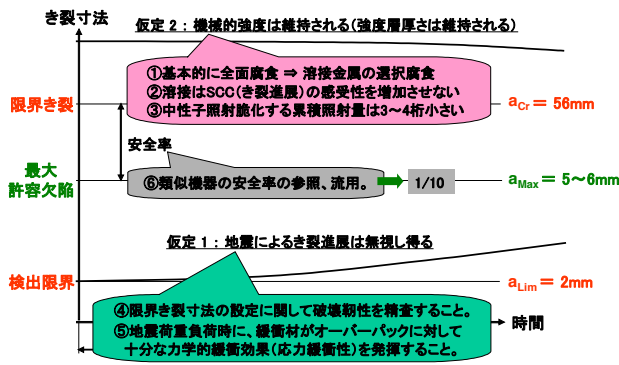 き裂寸法
仮定2：機械的強度は維持される（強度層厚さは維持される）
①基本的に全面腐食 ⇒ 溶接金属の選択腐食
②溶接はSCC（き裂進展）の感受性を増加させない
③中性子照射脆化する累積照射量は3～4桁小さい
限界き裂
aCr = 56mm
安全率
最大
許容欠陥
⑥類似機器の安全率の参照、流用。
1/10
aMax = 5～6mm
仮定1：地震によるき裂進展は無視し得る
検出限界
aLim = 2mm
④限界き裂寸法の設定に関して破壊靭性を精査すること。
⑤地震荷重負荷時に、緩衝材がオーバーパックに対して
十分な力学的緩衝効果（応力緩衝性）を発揮すること。
時間